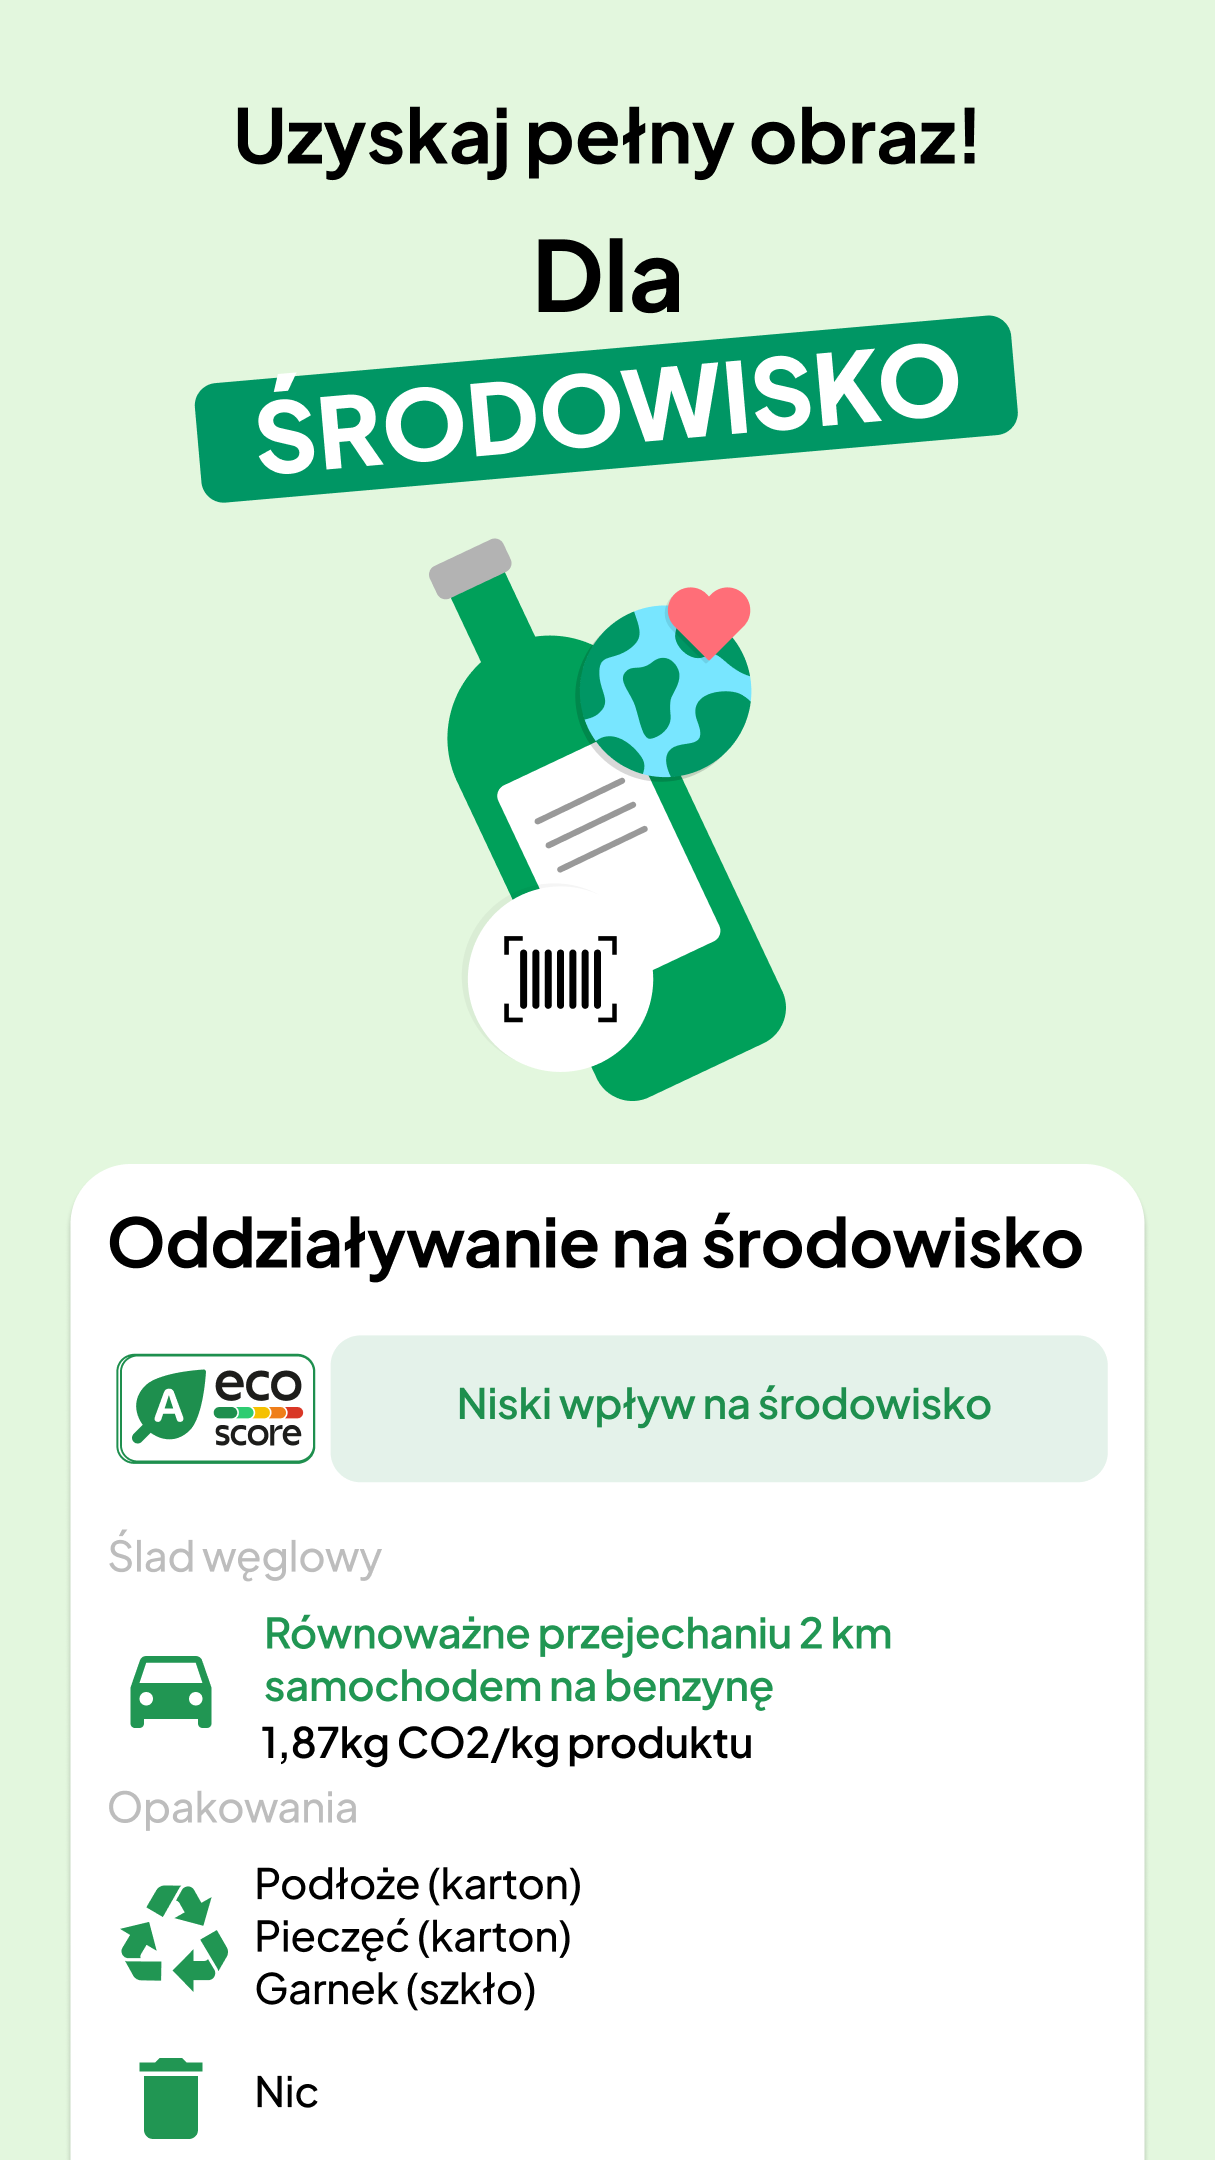 Uzyskaj pełny obraz!
Dla
ŚRODOWISKO
Oddziaływanie na środowisko
A
eco
score
Niski wpływ na środowisko
Ślad węglowy
Równoważne przejechaniu 2 km
samochodem na benzynę
1,87kg CO2/kg produktu
Opakowania
Podłoże (karton)
Pieczęć (karton)
Garnek (szkło)
Nic